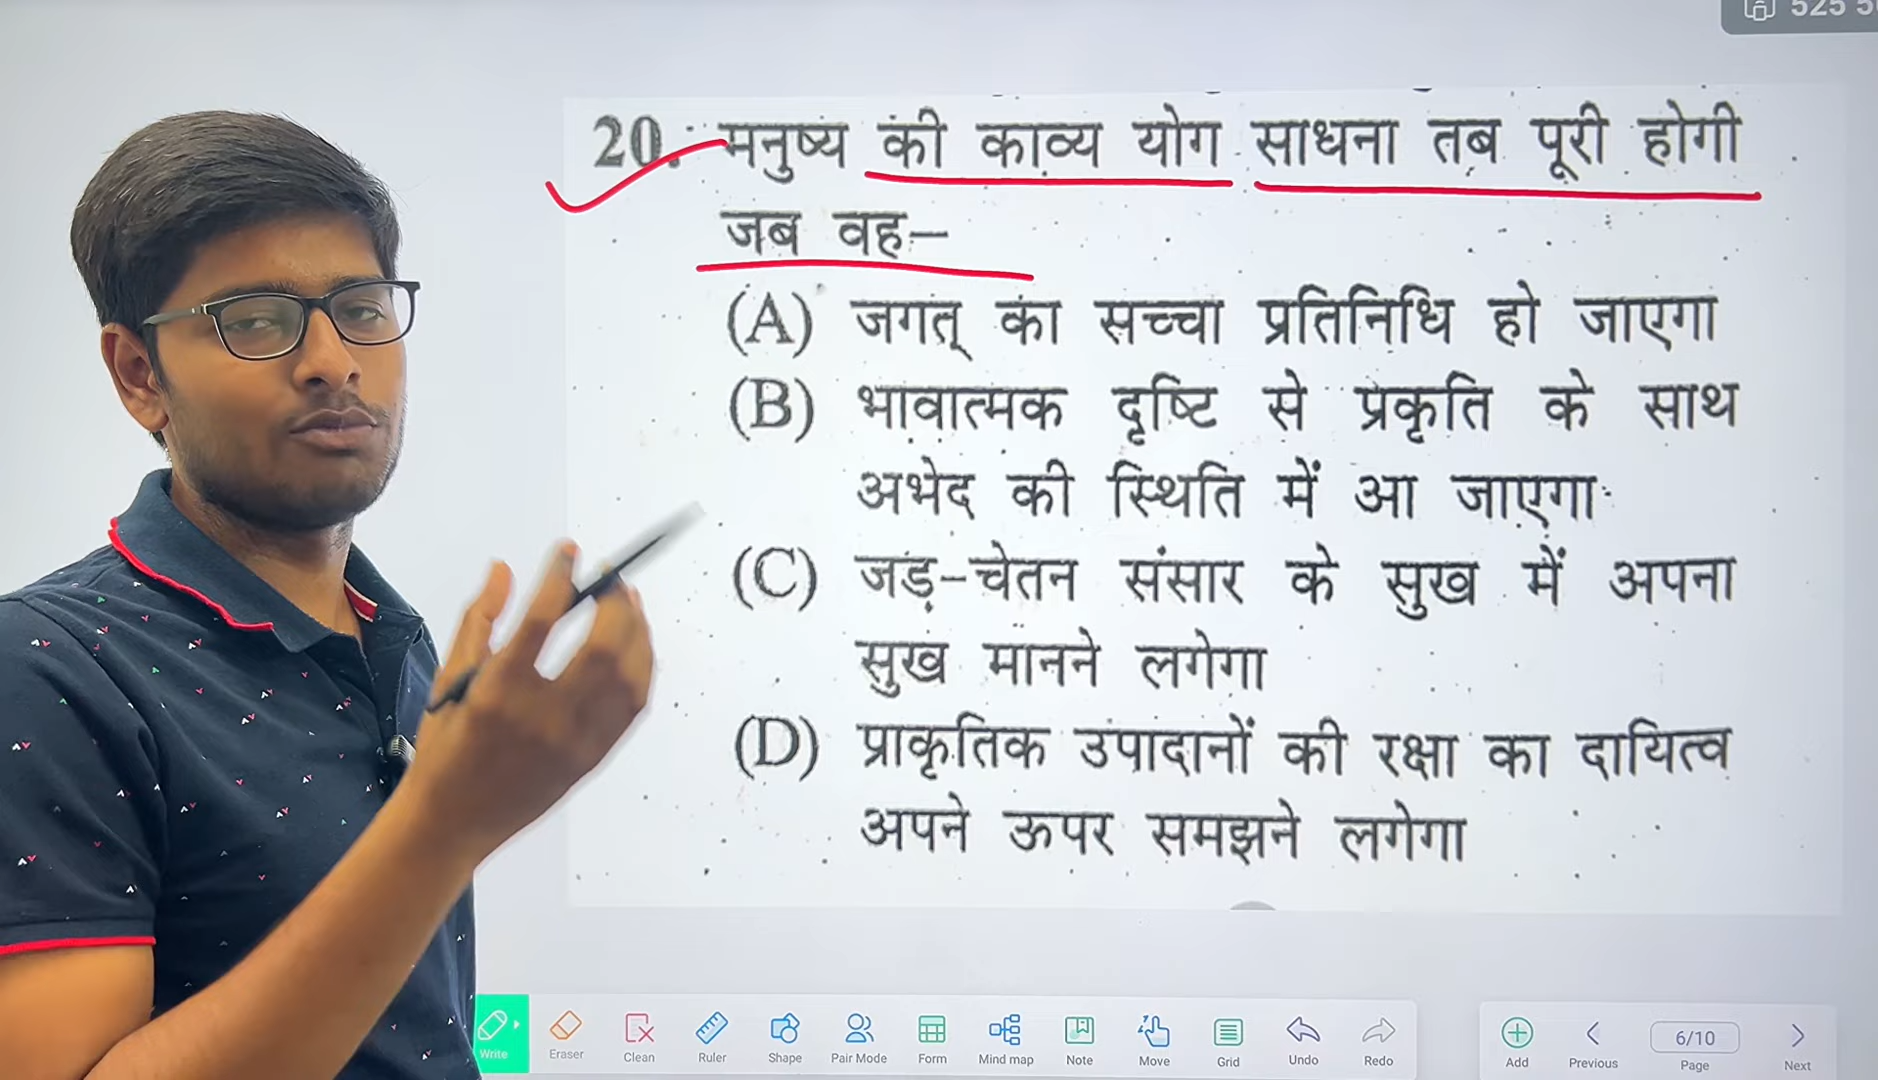 525 5
20. मनुष्य की काव्य योग साधना तब पूरी होगी
जब वह–
(A) जगत् का सच्चा प्रतिनिधि हो जाएगा
(B) भावात्मक दृष्टि से प्रकृति के साथ
अभेद की स्थिति में आ जाएगा
(C) जड़-चेतन संसार के सुख में अपना
सुख मानने लगेगा
(D) प्राकृतिक उपादानों की रक्षा का दायित्व
अपने ऊपर समझने लगेगा
Write Eraser Clean Ruler Shape Pair Mode Form Mind map Note Move Grid Undo Redo Add Previous 6/10 Page Next